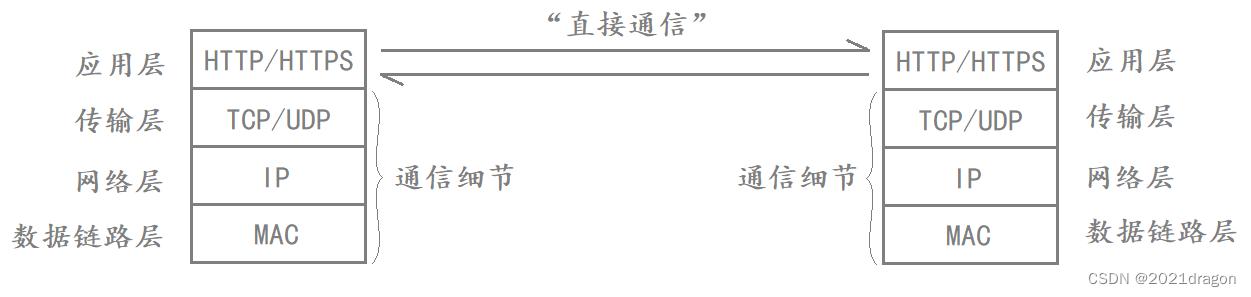 “直接通信”
应用层 HTTP/HTTPS HTTP/HTTPS 应用层
传输层 TCP/UDP TCP/UDP 传输层
网络层 IP 通信细节 通信细节 IP 网络层
数据链路层 MAC MAC 数据链路层
CSDN @2021dragon